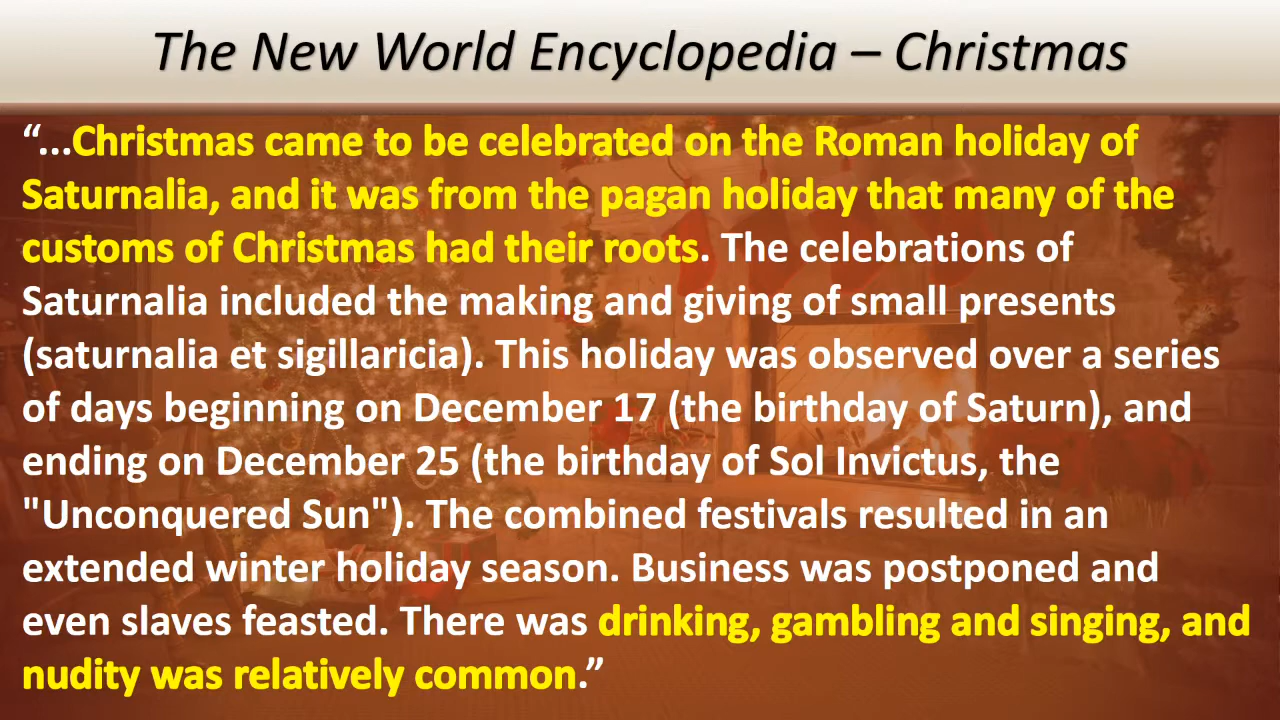 The New World Encyclopedia – Christmas
“...Christmas came to be celebrated on the Roman holiday of
Saturnalia, and it was from the pagan holiday that many of the
customs of Christmas had their roots. The celebrations of
Saturnalia included the making and giving of small presents
(saturnalia et sigillaricia). This holiday was observed over a series
of days beginning on December 17 (the birthday of Saturn), and
ending on December 25 (the birthday of Sol Invictus, the
"Unconquered Sun"). The combined festivals resulted in an
extended winter holiday season. Business was postponed and
even slaves feasted. There was drinking, gambling and singing, and
nudity was relatively common.”